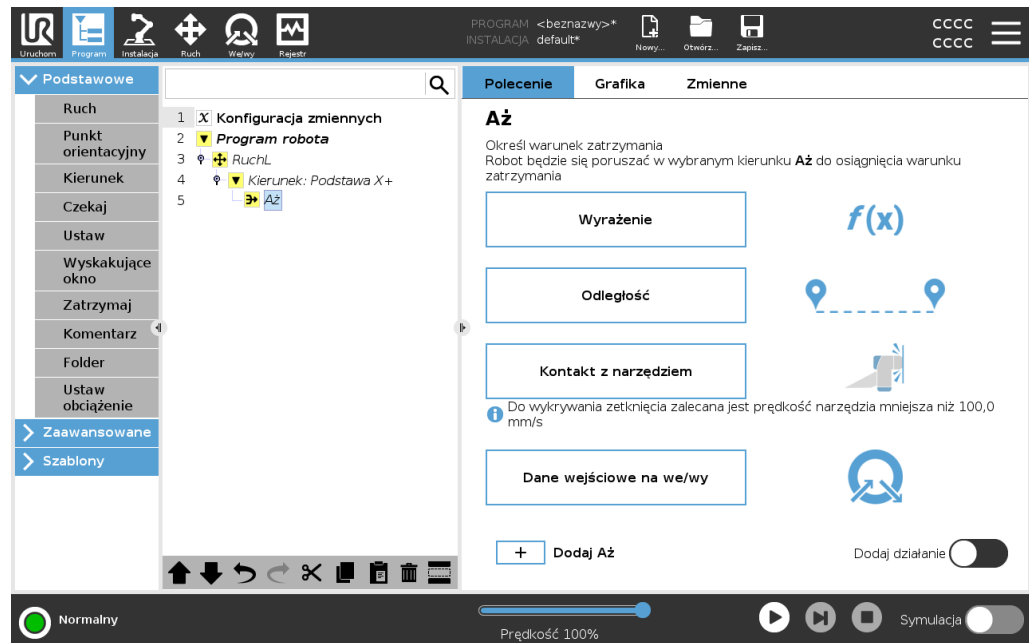 UR
Uruchom
Program
Instalacja
Ruch
We/wy
Rejestr
PROGRAM <beznazwy>*
INSTALACJA default*
Nowy...
Otwórz...
Zapisz...
cccc
cccc
Podstawowe
Ruch
Punkt
orientacyjny
Kierunek
Czekaj
Ustaw
Wyskakujące
okno
Zatrzymaj
Komentarz
Folder
Ustaw
obciążenie
Zaawansowane
Szablony
1 X Konfiguracja zmiennych
2 Program robota
3 RuchL
4 Kierunek: Podstawa X+
5 Aż
Polecenie Grafika Zmienne
Aż
Określ warunek zatrzymania
Robot będzie się poruszać w wybranym kierunku Aż do osiągnięcia warunku
zatrzymania
Wyrażenie
f(x)
Odległość
Kontakt z narzędziem
Do wykrywania zetknięcia zalecana jest prędkość narzędzia mniejsza niż 100,0
mm/s
Dane wejściowe na we/wy
+ Dodaj Aż
Dodaj działanie
Normalny
Prędkość 100%
Symulacja